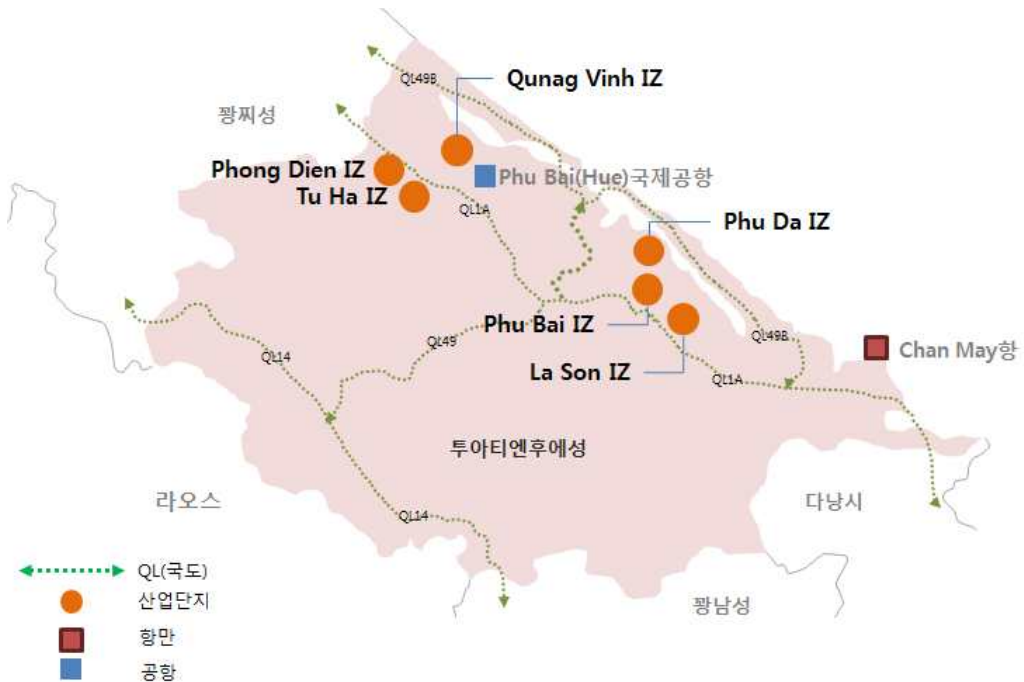 Qunag Vinh IZ
QL49B
꽝찌성
Phong Dien IZ
Phu Bai(Hue)국제공항
Tu Ha IZ
QL1A
Phu Da IZ
Phu Bai IZ
QL49B
Chan May항
QL49
QL14
La Son IZ
QL1A
투아티엔후에성
라오스
다낭시
QL14
QL(국도)
산업단지
꽝남성
항만
공항